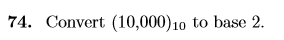 74. Convert (10,000)₁₀ to base 2.